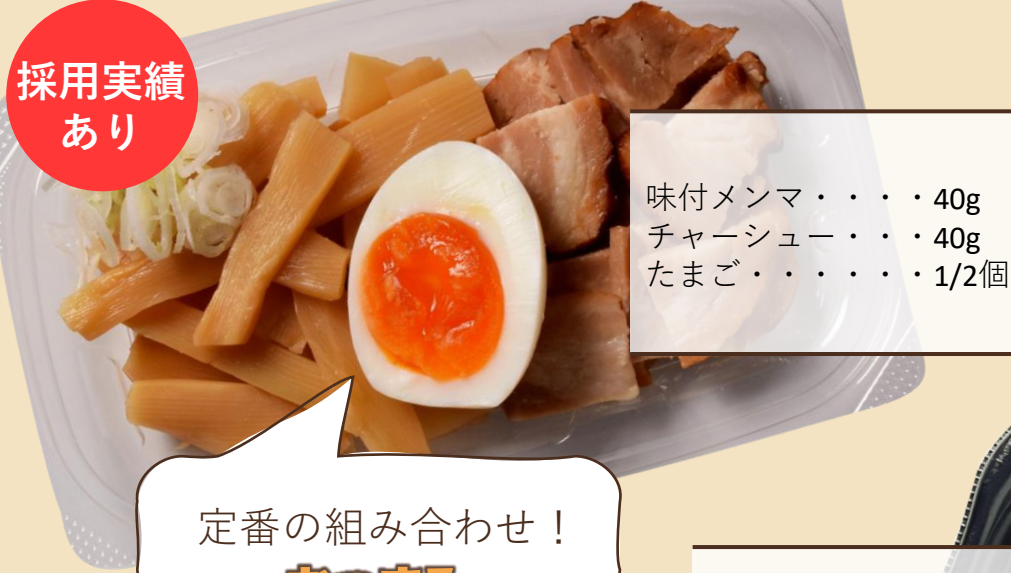 採用実績
あり
味付メンマ・・・・40g
チャーシュー・・・40g
たまご・・・・・・1/2個
定番の組み合わせ！